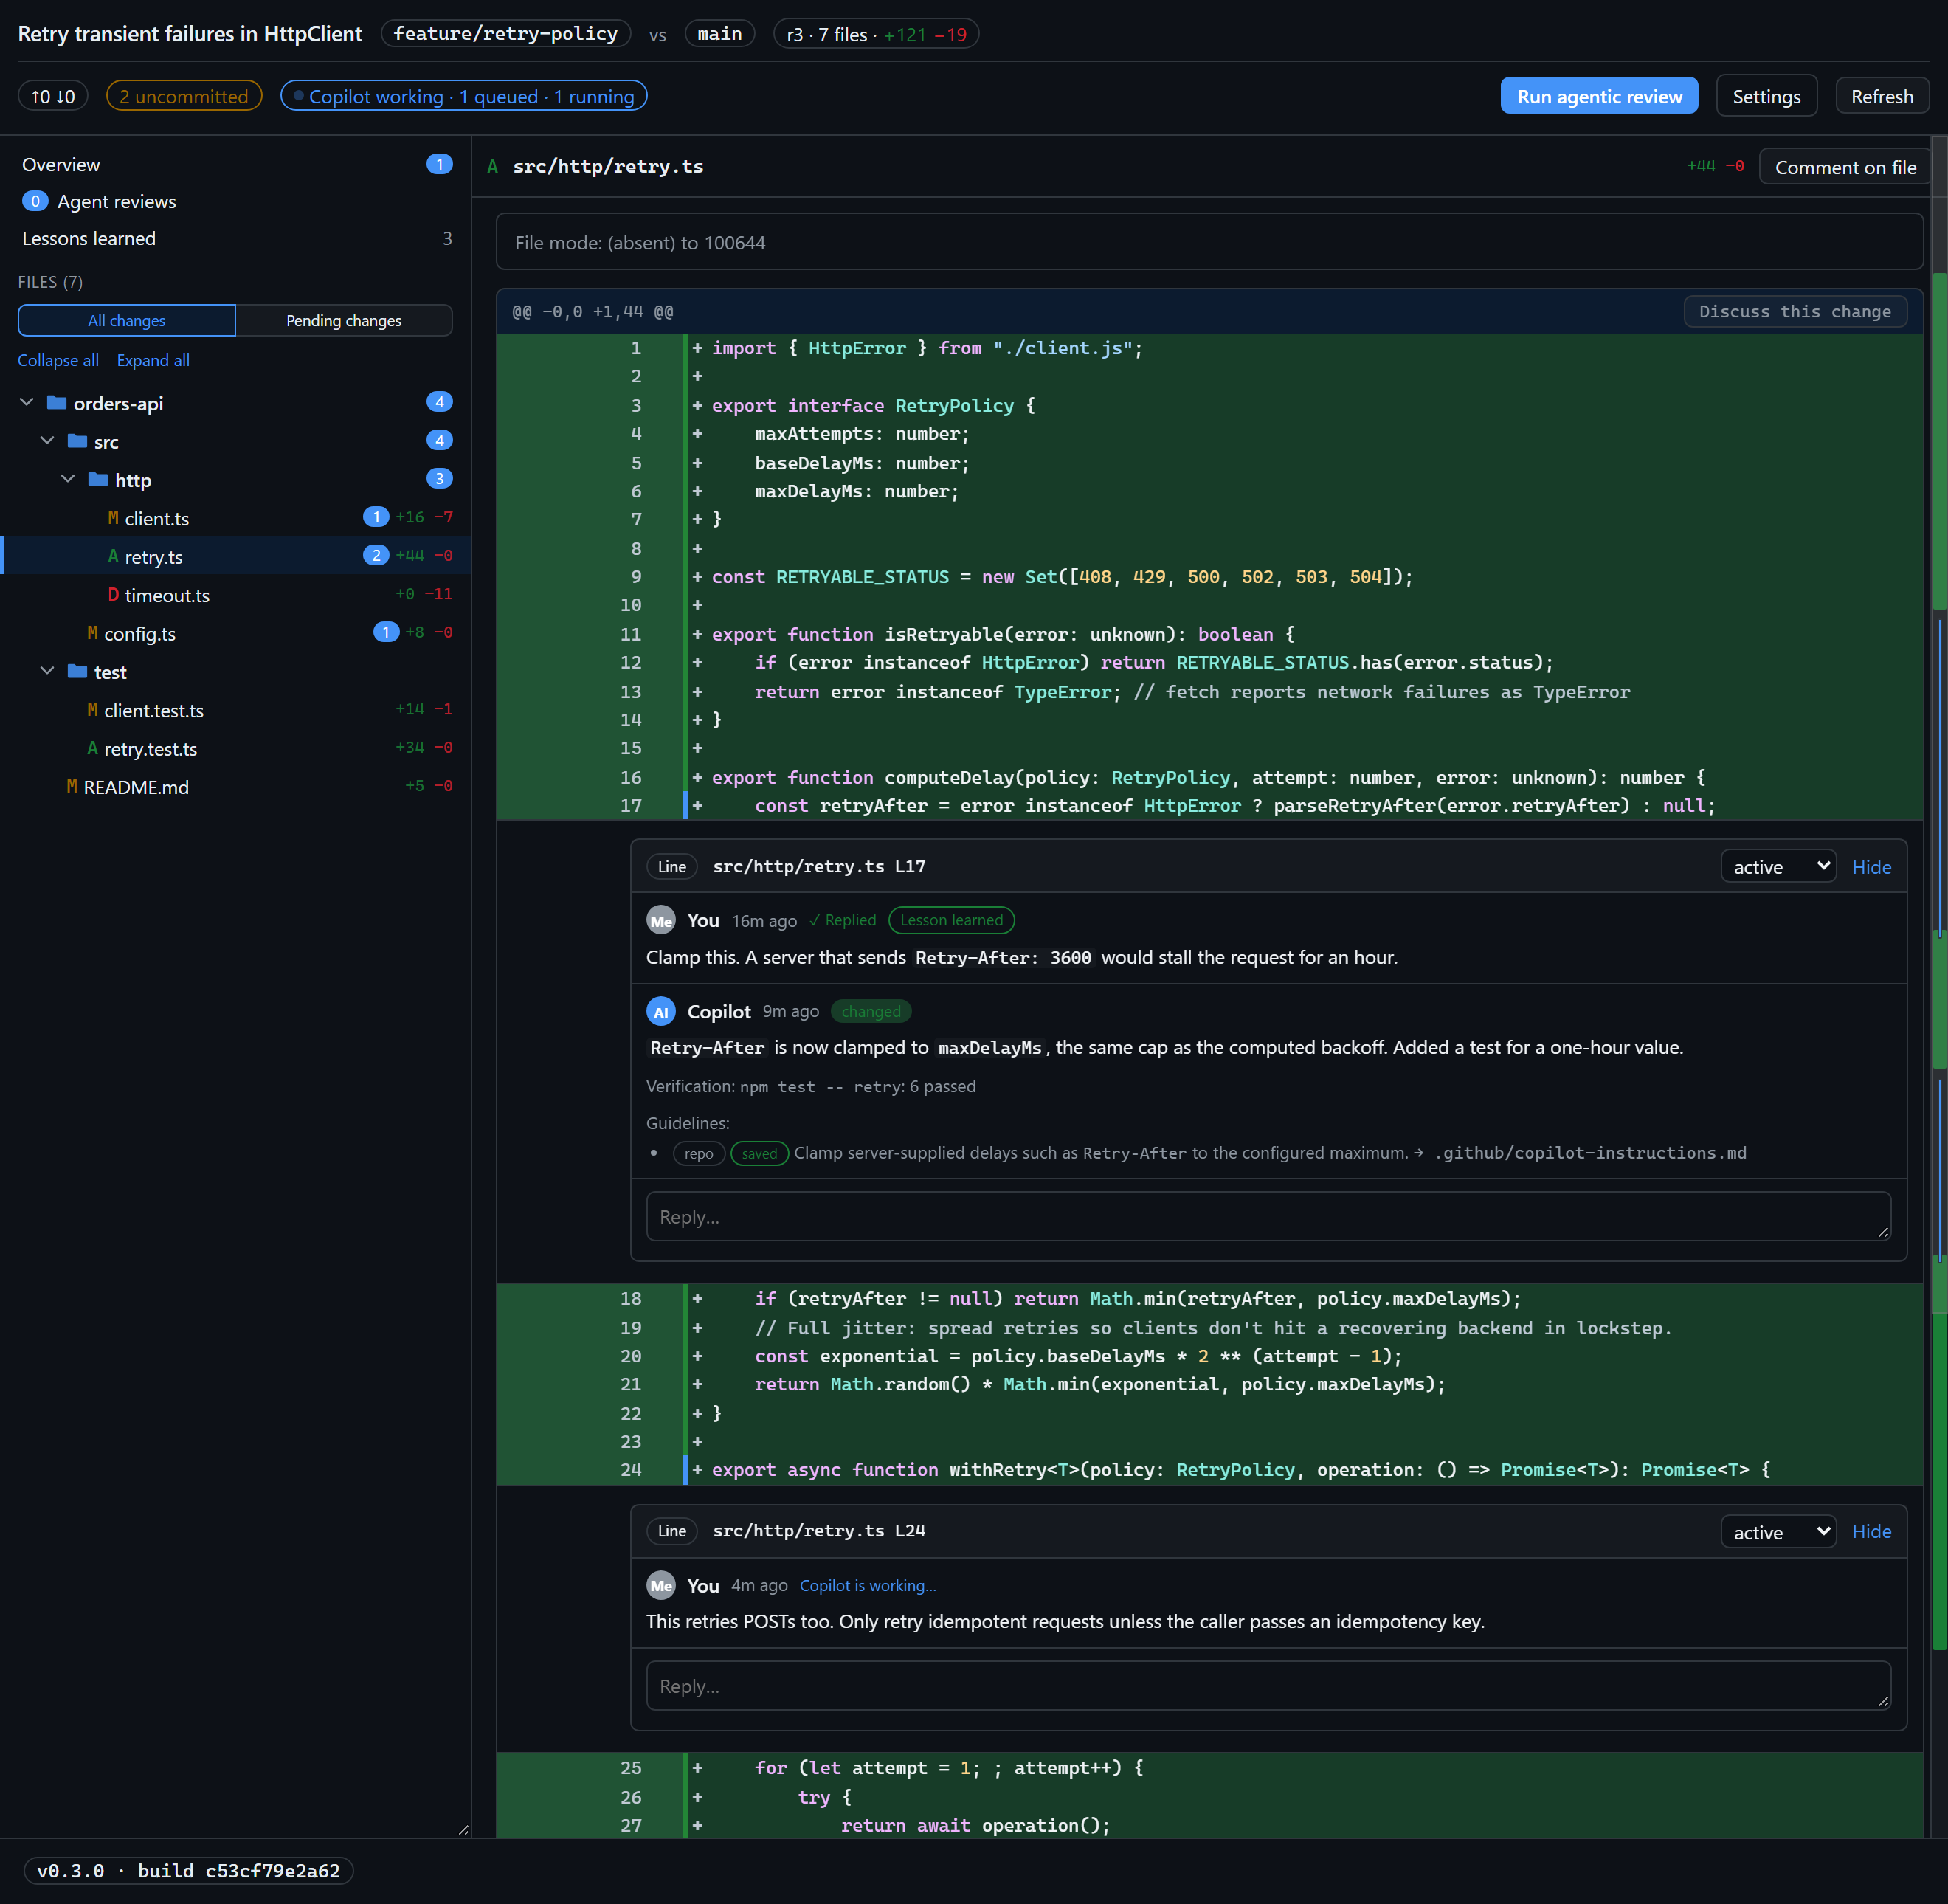 Retry transient failures in HttpClient feature/retry-policy vs main r3 · 7 files · +121 −19
↑0 ↓0 2 uncommitted Copilot working · 1 queued · 1 running Run agentic review Settings Refresh
Overview 1
0 Agent reviews
Lessons learned 3
FILES (7)
All changes Pending changes
Collapse all Expand all
orders-api 4
src 4
http 3
M client.ts 1 +16 −7
A retry.ts 2 +44 −0
D timeout.ts +0 −11
M config.ts 1 +8 −0
test
M client.test.ts +14 −1
A retry.test.ts +34 −0
M README.md +5 −0
A src/http/retry.ts +44 −0 Comment on file
File mode: (absent) to 100644
@@ −0,0 +1,44 @@ Discuss this change
1 + import { HttpError } from "./client.js";
2 +
3 + export interface RetryPolicy {
4 + maxAttempts: number;
5 + baseDelayMs: number;
6 + maxDelayMs: number;
7 + }
8 +
9 + const RETRYABLE_STATUS = new Set([408, 429, 500, 502, 503, 504]);
10 +
11 + export function isRetryable(error: unknown): boolean {
12 + if (error instanceof HttpError) return RETRYABLE_STATUS.has(error.status);
13 + return error instanceof TypeError; // fetch reports network failures as TypeError
14 + }
15 +
16 + export function computeDelay(policy: RetryPolicy, attempt: number, error: unknown): number {
17 + const retryAfter = error instanceof HttpError ? parseRetryAfter(error.retryAfter) : null;
Line src/http/retry.ts L17 active Hide
Me You 16m ago ✓ Replied Lesson learned
Clamp this. A server that sends Retry-After: 3600 would stall the request for an hour.
AI Copilot 9m ago changed
Retry-After is now clamped to maxDelayMs, the same cap as the computed backoff. Added a test for a one-hour value.
Verification: npm test -- retry: 6 passed
Guidelines:
• repo saved Clamp server-supplied delays such as Retry-After to the configured maximum. → .github/copilot-instructions.md
Reply...
18 + if (retryAfter != null) return Math.min(retryAfter, policy.maxDelayMs);
19 + // Full jitter: spread retries so clients don't hit a recovering backend in lockstep.
20 + const exponential = policy.baseDelayMs * 2 ** (attempt - 1);
21 + return Math.random() * Math.min(exponential, policy.maxDelayMs);
22 + }
23 +
24 + export async function withRetry<T>(policy: RetryPolicy, operation: () => Promise<T>): Promise<T> {
Line src/http/retry.ts L24 active Hide
Me You 4m ago Copilot is working...
This retries POSTs too. Only retry idempotent requests unless the caller passes an idempotency key.
Reply...
25 + for (let attempt = 1; ; attempt++) {
26 + try {
27 + return await operation();
v0.3.0 · build c53cf79e2a62